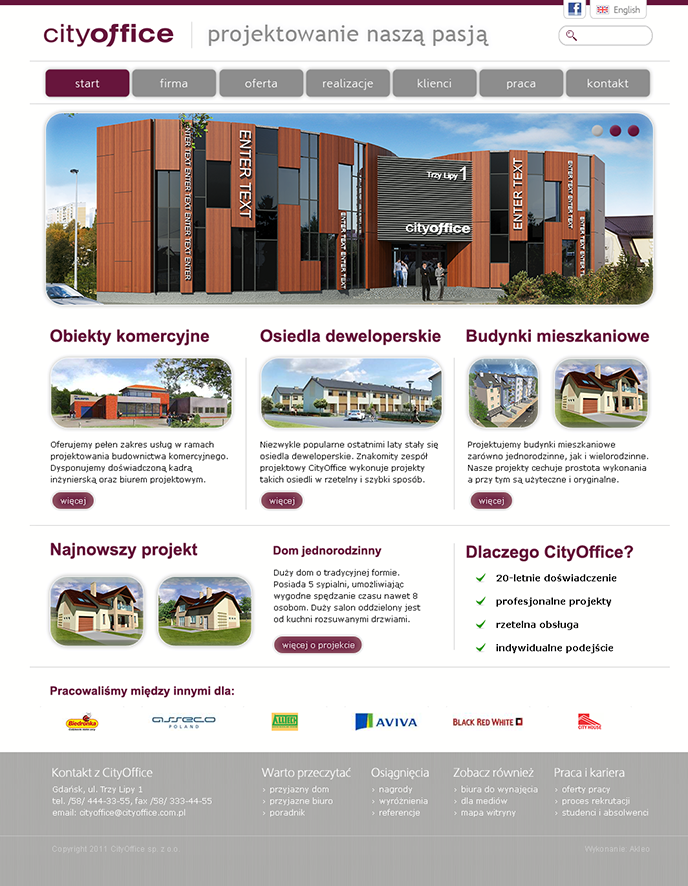 English
cityoffice
projektowanie naszą pasją
start firma oferta realizacje klienci praca kontakt
ENTER TEXT ENTER TEXT ENTER TEXT ENTER
ENTER TEXT
ENTER TEXT ENTER TEXT
Trzy Lipy 1
cityoffice
ENTER TEXT
ENTER TEXT ENTER TEXT
Obiekty komercyjne
Oferujemy pełen zakres usług w ramach
projektowania budownictwa komercyjnego.
Dysponujemy doświadczoną kadrą
inżynierską oraz biurem projektowym.
więcej
Osiedla deweloperskie
Niezwykle popularne ostatnimi laty stały się
osiedla deweloperskie. Znakomity zespół
projektowy CityOffice wykonuje projekty
takich osiedli w rzetelny i szybki sposób.
więcej
Budynki mieszkaniowe
Projektujemy budynki mieszkaniowe
zarówno jednorodzinne, jak i wielorodzinne.
Nasze projekty cechuje prostota wykonania
a przy tym są użyteczne i oryginalne.
więcej
Najnowszy projekt
Dom jednorodzinny
Duży dom o tradycyjnej formie.
Posiada 5 sypialni, umożliwiając
wygodne spędzanie czasu nawet 8
osobom. Duży salon oddzielony jest
od kuchni rozsuwanymi drzwiami.
więcej o projekcie
Dlaczego CityOffice?
20-letnie doświadczenie
profesjonalne projekty
rzetelna obsługa
indywidualne podejście
Pracowaliśmy między innymi dla:
Biedronka
asseco
POLAND
AVIVA
BLACK RED WHITE
CITY HOUSE
Kontakt z CityOffice
Gdańsk, ul. Trzy Lipy 1
tel. /58/ 444-33-55, fax /58/ 333-44-55
email: cityoffice@cityoffice.com.pl
Warto przeczytać
› przyjazny dom
› przyjazne biuro
› poradnik
Osiągnięcia
› nagrody
› wyróżnienia
› referencje
Zobacz również
› biura do wynajęcia
› dla mediów
› mapa witryny
Praca i kariera
› oferty pracy
› proces rekrutacji
› studenci i absolwenci
Copyright 2011 CityOffice sp. z o.o.
Wykonanie: Akleo